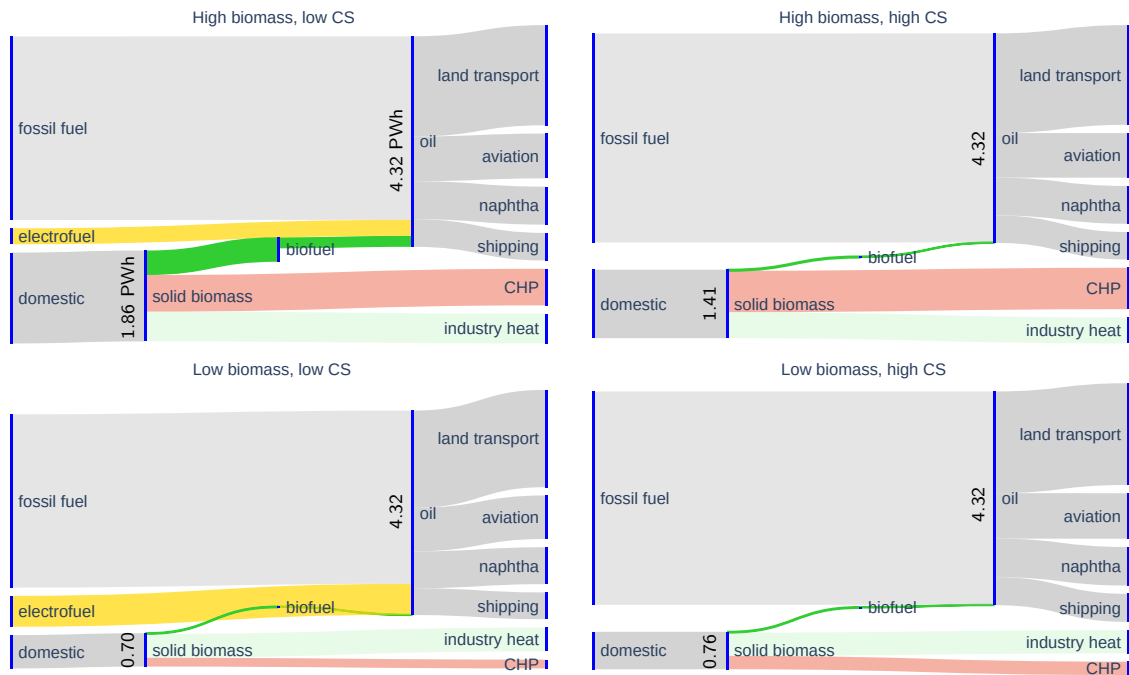 High biomass, low CS
fossil fuel
electrofuel
domestic
1.86 PWh
solid biomass
biofuel
4.32 PWh
oil
land transport
aviation
naphtha
shipping
CHP
industry heat
High biomass, high CS
fossil fuel
domestic
1.41
solid biomass
biofuel
4.32
oil
land transport
aviation
naphtha
shipping
CHP
industry heat
Low biomass, low CS
fossil fuel
electrofuel
domestic
0.70
solid biomass
biofuel
4.32
oil
land transport
aviation
naphtha
shipping
industry heat
CHP
Low biomass, high CS
fossil fuel
domestic
0.76
solid biomass
biofuel
4.32
oil
land transport
aviation
naphtha
shipping
industry heat
CHP